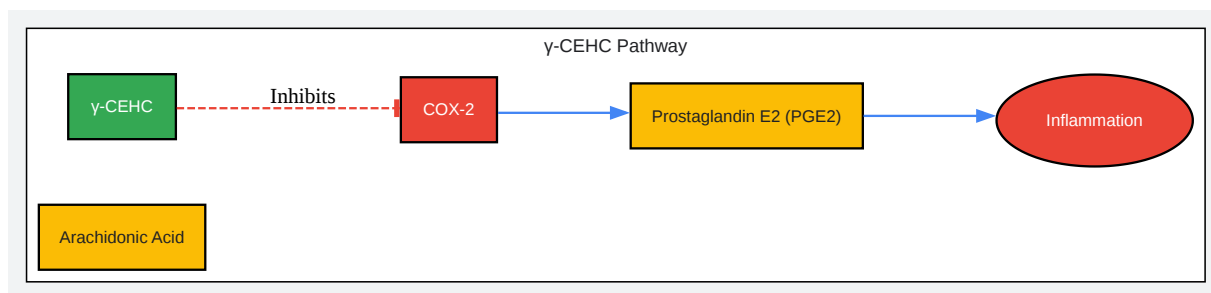 γ-CEHC Pathway
γ-CEHC
Inhibits
COX-2
Prostaglandin E2 (PGE2)
Inflammation
Arachidonic Acid